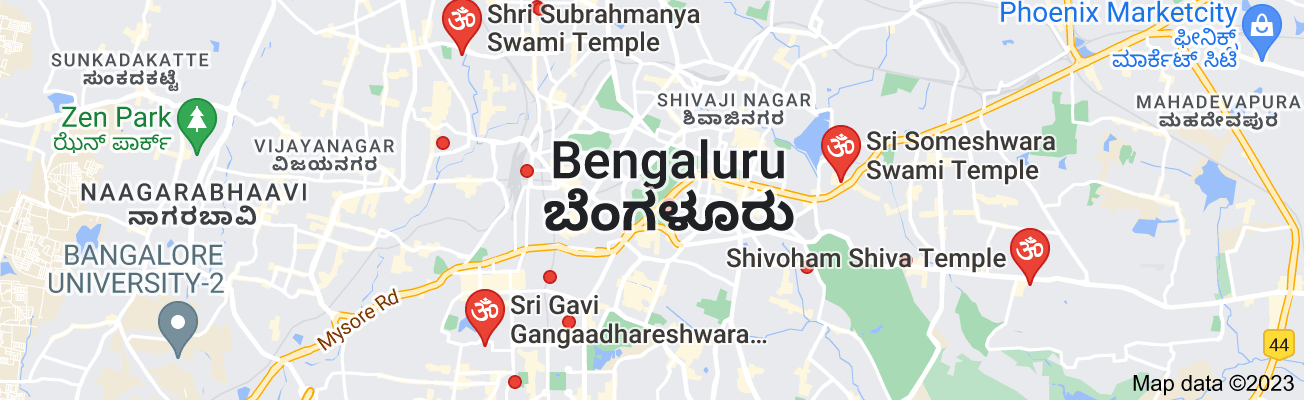 Shri Subrahmanya
Swami Temple
Phoenix Marketcity
ಫೀನಿಕ್ಸ್
ಮಾರ್ಕೆಟ್ ಸಿಟಿ
SUNKADAKATTE
ಸುಂಕದಕಟ್ಟೆ
Zen Park
ಝೆನ್ ಪಾರ್ಕ್
SHIVAJI NAGAR
ಶಿವಾಜಿನಗರ
MAHADEVAPURA
ಮಹದೇವಪುರ
VIJAYANAGAR
ವಿಜಯನಗರ
Bengaluru
ಬೆಂಗಳೂರು
Sri Someshwara
Swami Temple
NAAGARABHAAVI
ನಾಗರಬಾವಿ
BANGALORE
UNIVERSITY-2
Shivoham Shiva Temple
Mysore Rd
Sri Gavi
Gangaadhareshwara...
44
Map data ©2023